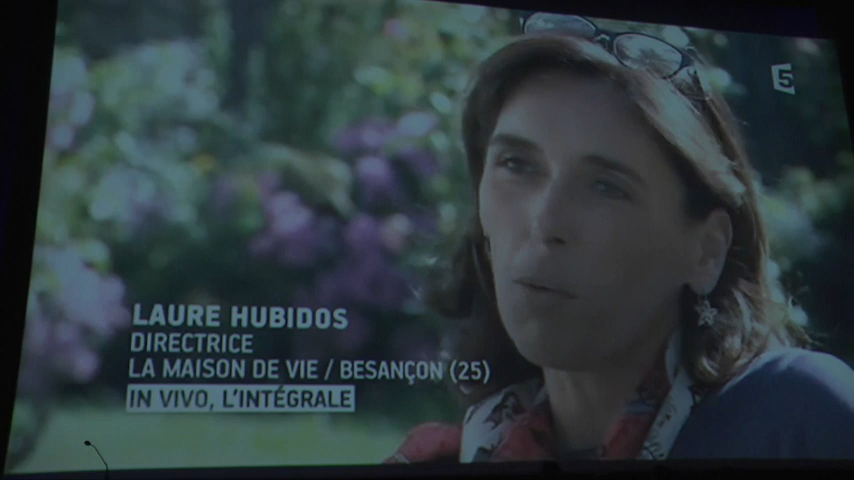 5
LAURE HUBIDOS
DIRECTRICE
LA MAISON DE VIE / BESANÇON (25)
IN VIVO, L'INTÉGRALE